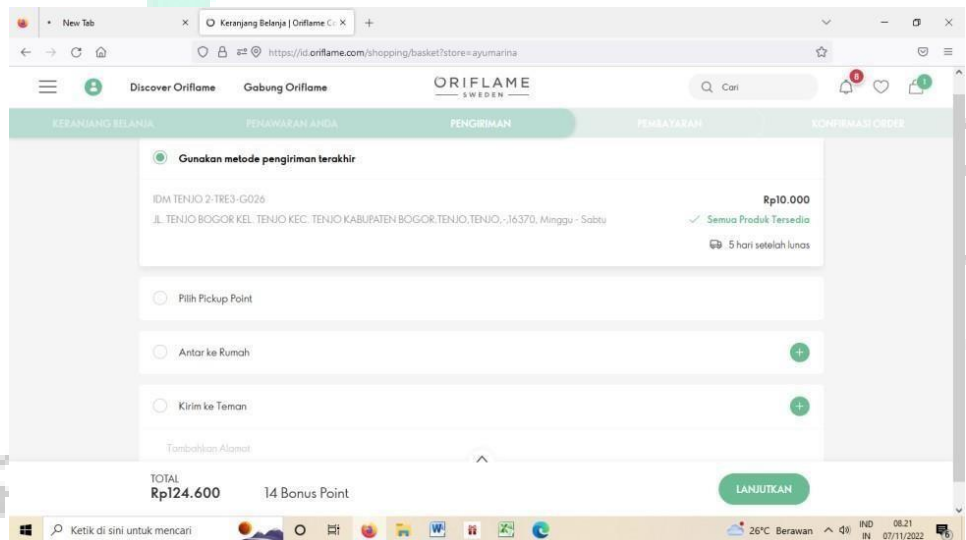 New Tab
Keranjang Belanja | Oriflame Co
https://id.oriflame.com/shopping/basket?store=ayumarina
Discover Oriflame
Gabung Oriflame
ORIFLAME
SWEDEN
Cari
8
1
KERANJANG BELANJA
PENAWARAN ANDA
PENGIRIMAN
PEMBAYARAN
KONFIRMASI ORDER
Gunakan metode pengiriman terakhir
IDM TENJO 2-TRE3-G026
Rp10.000
JL. TENJO BOGOR KEL. TENJO KEC. TENJO KABUPATEN BOGOR.TENJO,TENJO,-,16370, Minggu - Sabtu
Semua Produk Tersedia
5 hari setelah lunas
Pilih Pickup Point
Antar ke Rumah
Kirim ke Teman
Tambahkan Alamat
TOTAL
Rp124.600
14 Bonus Point
LANJUTKAN
Ketik di sini untuk mencari
26°C Berawan
IND
IN
08.21
07/11/2022
6